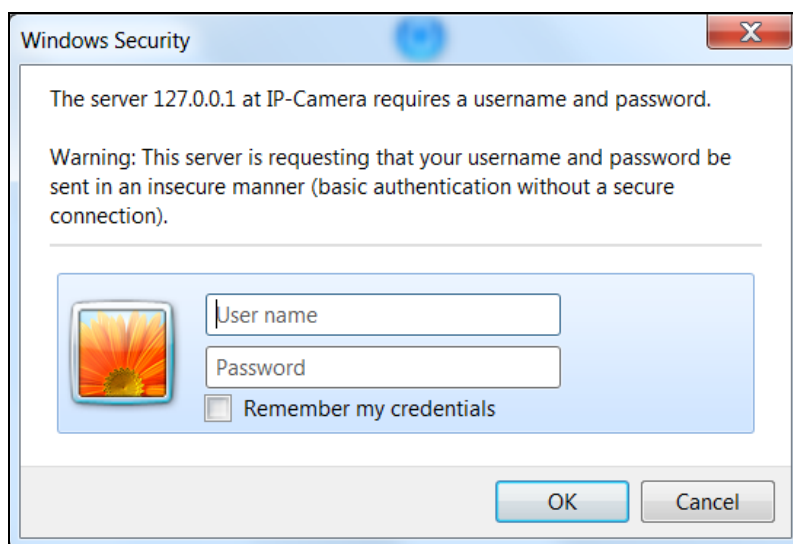 Windows Security
The server 127.0.0.1 at IP-Camera requires a username and password.
Warning: This server is requesting that your username and password be
sent in an insecure manner (basic authentication without a secure
connection).
User name
Password
Remember my credentials
OK
Cancel